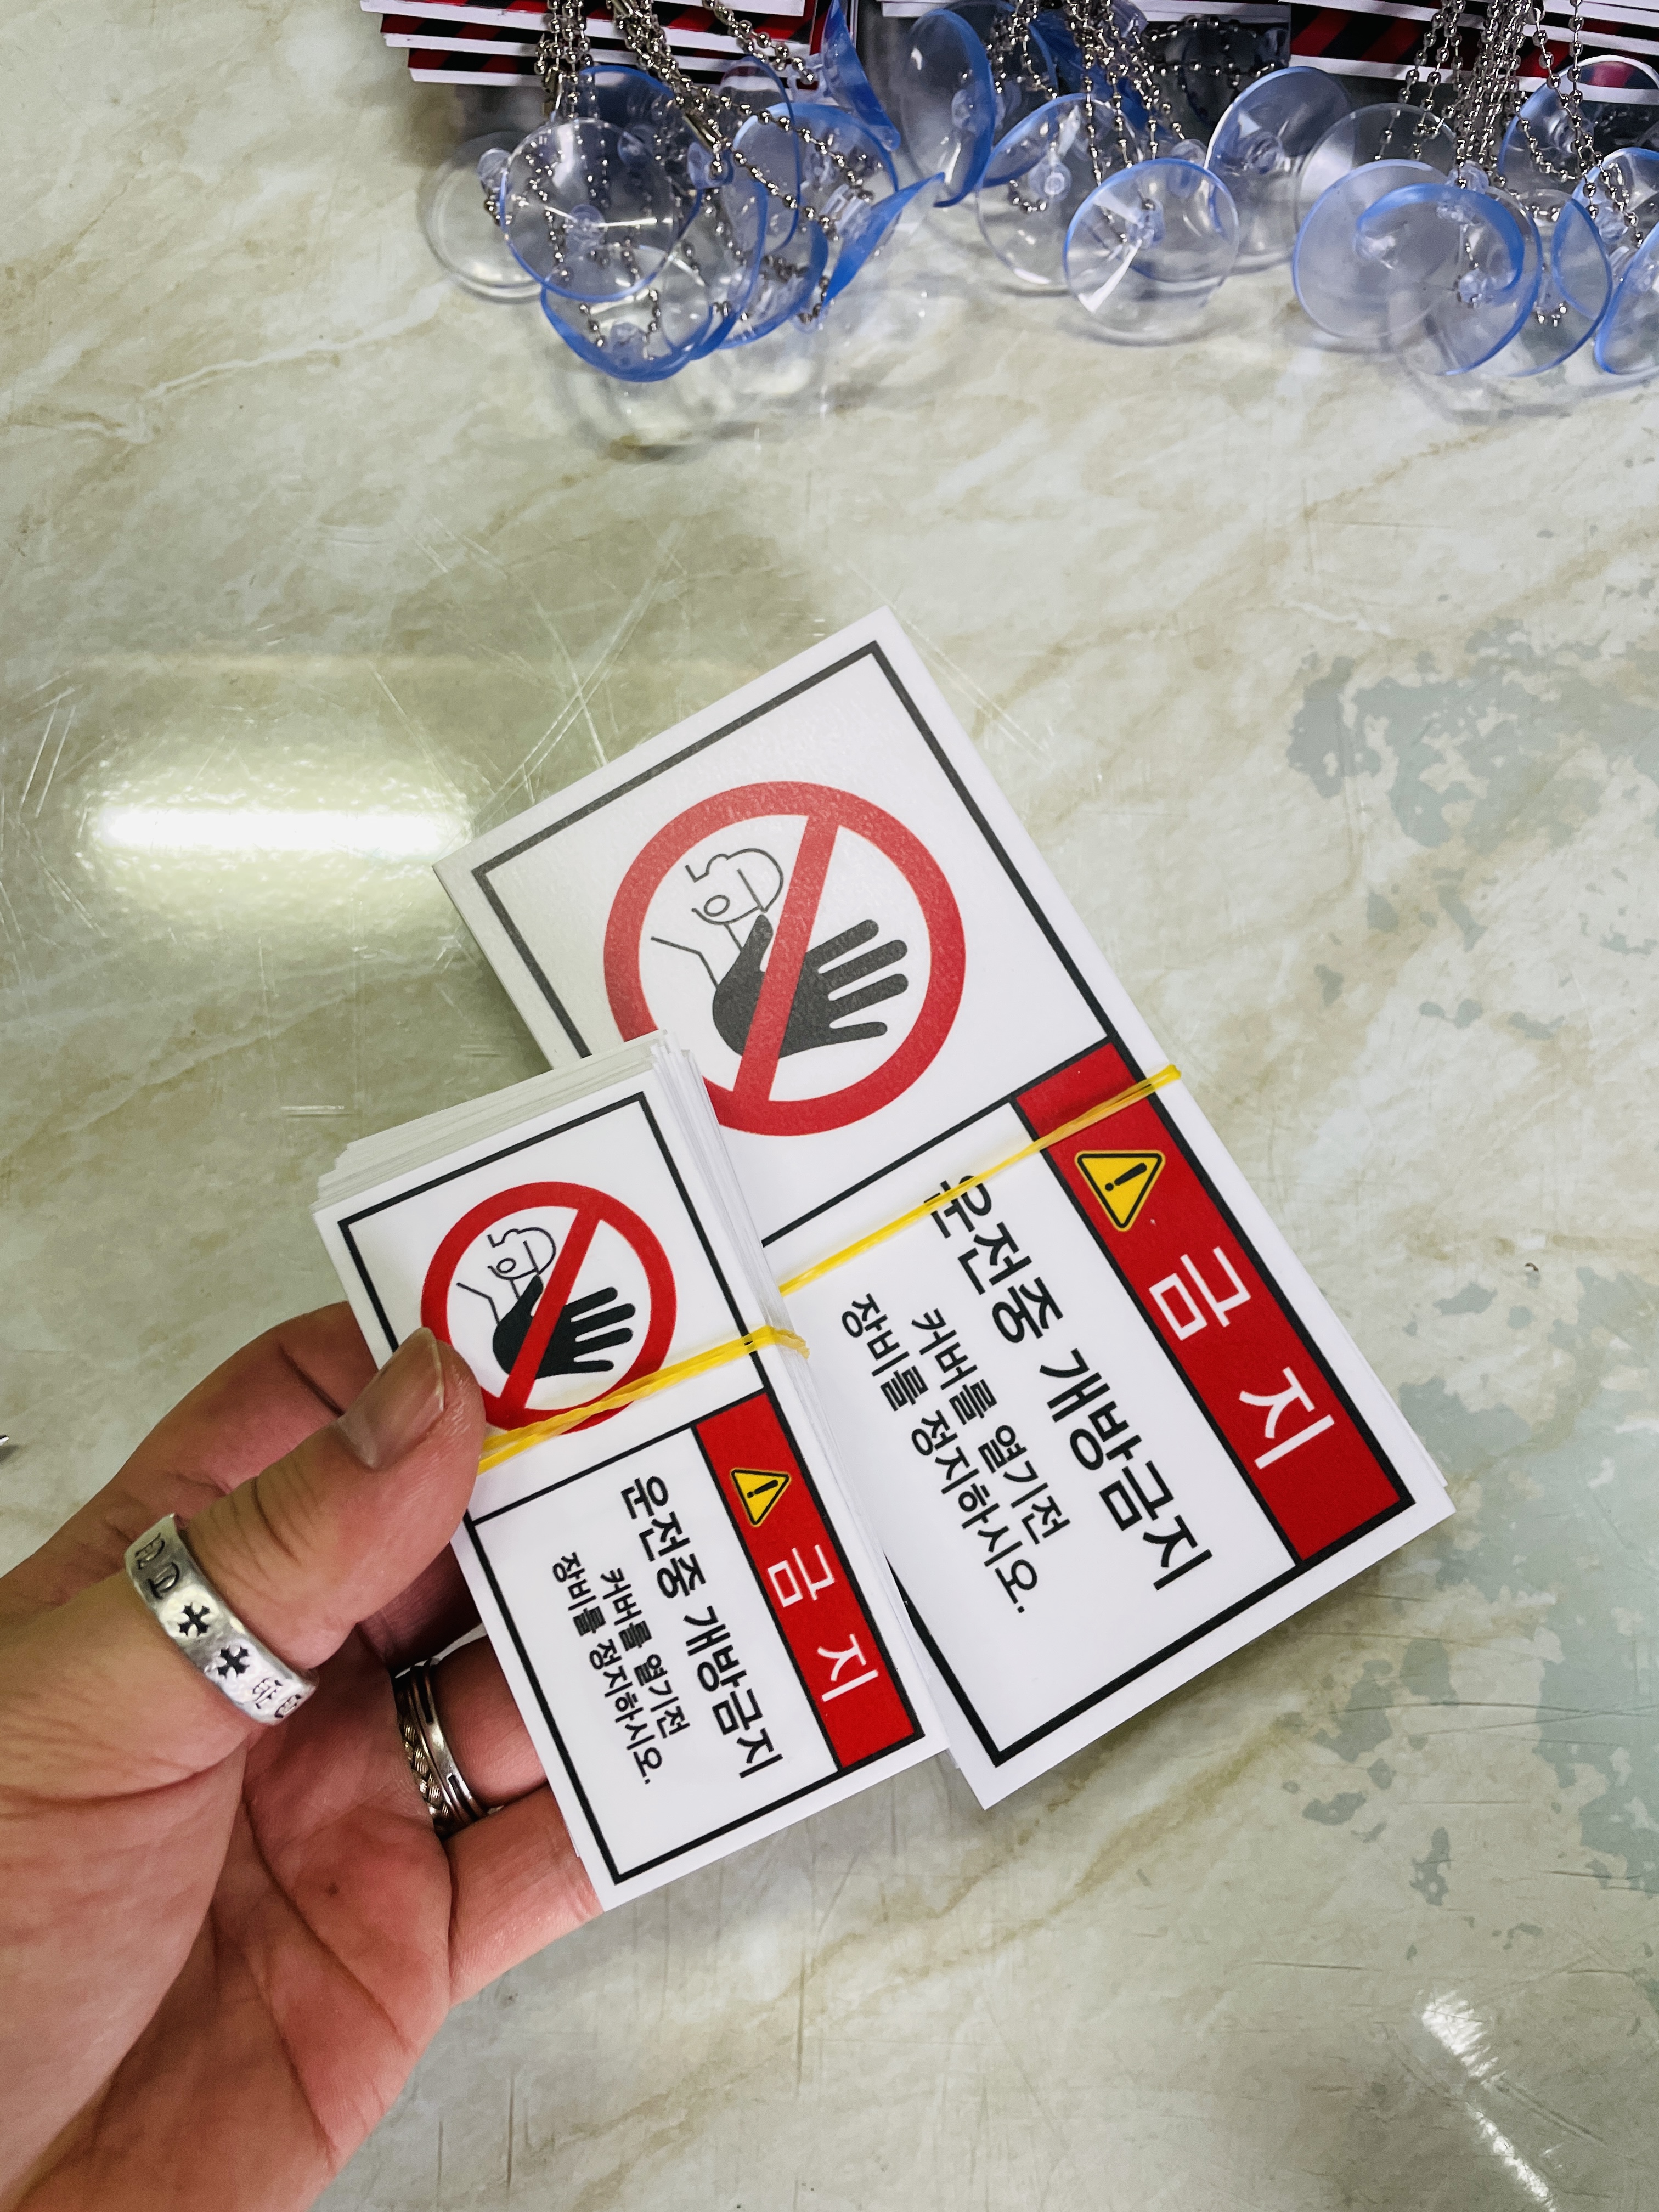 금지
운전중 개방금지
커버를 열기전
장비를 정지하시오.
금지
운전중 개방금지
커버를 열기전
장비를 정지하시오.